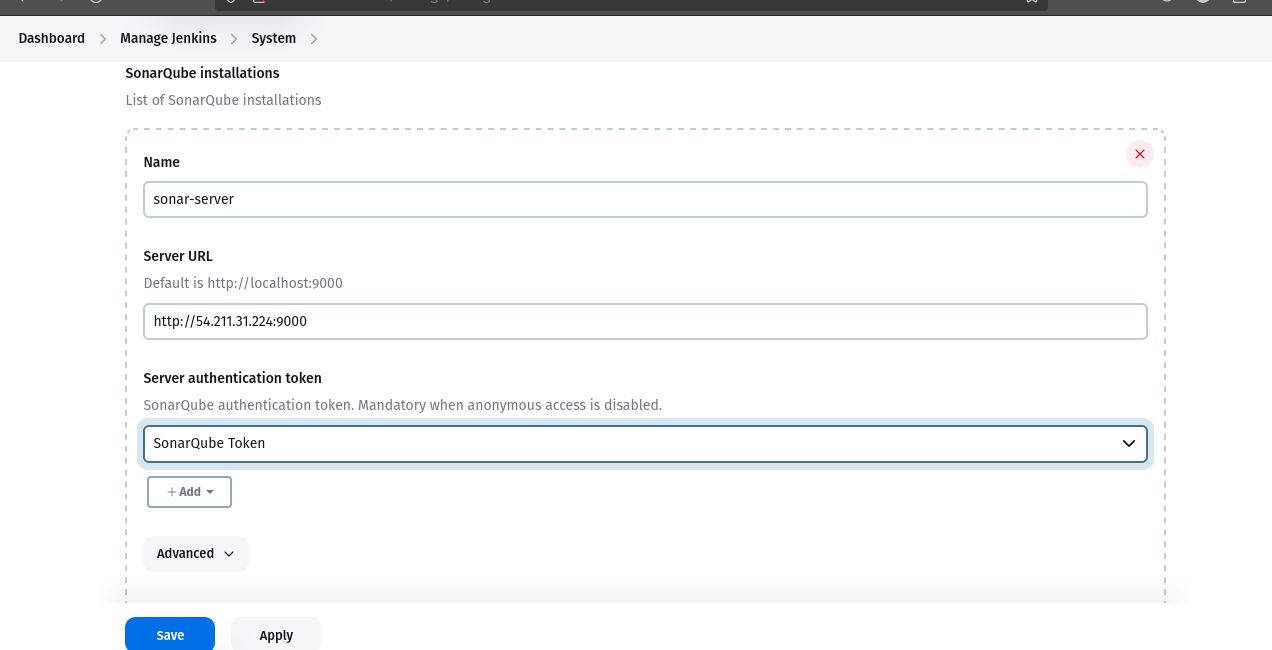 Dashboard > Manage Jenkins > System >
SonarQube installations
List of SonarQube installations
Name
sonar-server
Server URL
Default is http://localhost:9000
http://54.211.31.224:9000
Server authentication token
SonarQube authentication token. Mandatory when anonymous access is disabled.
SonarQube Token
+ Add
Advanced
Save Apply